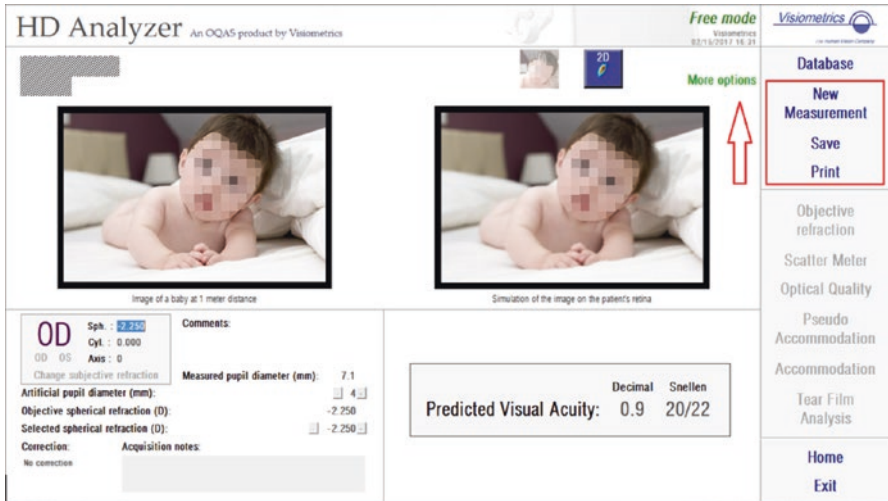 HD Analyzer An OQAS product by Visiometrics
Free mode
Visiometrics
02/15/2017 16:21
Visiometrics
2D
More options
Database
New
Measurement
Save
Print
Objective
refraction
Scatter Meter
Optical Quality
Pseudo
Accommodation
Accommodation
Tear Film
Analysis
Home
Exit
Image of a baby at 1 meter distance
Simulation of the image on the patient's retina
OD
OD OS
Sph. : -2.250
Cyl. : 0.000
Axis : 0
Change subjective refraction
Comments:
Measured pupil diameter (mm): 7.1
Artificial pupil diameter (mm): 4
Objective spherical refraction (D): -2.250
Selected spherical refraction (D): -2.250
Correction:
No correction
Acquisition notes:
Decimal Snellen
Predicted Visual Acuity: 0.9 20/22